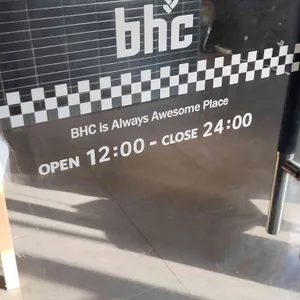 bhc
BHC is Always Awesome Place
OPEN 12:00 - CLOSE 24:00